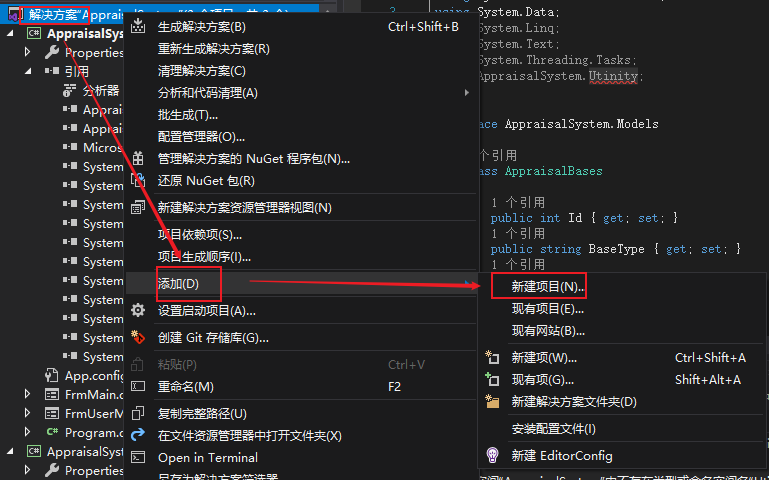 解决方案"AppraisalSystem"
AppraisalSys
Properties
引用
分析器
Apprai
Apprai
Micros
System
System
System
System
System
System
System
System
System
System
System
App.config
FrmMain.c
FrmUserM
Program.c
AppraisalSyst
Properties
生成解决方案(B) Ctrl+Shift+B
重新生成解决方案(R)
清理解决方案(C)
分析和代码清理(A)
批生成(T)...
配置管理器(O)...
管理解决方案的 NuGet 程序包(N)...
还原 NuGet 包(R)
新建解决方案资源管理器视图(N)
项目依赖项(S)...
项目生成顺序(I)...
添加(D)
设置启动项目(A)...
创建 Git 存储库(G)...
粘贴(P) Ctrl+V
重命名(M) F2
复制完整路径(U)
在文件资源管理器中打开文件夹(X)
Open in Terminal
另存为解决方案筛选器
新建项目(N)...
现有项目(E)...
现有网站(B)...
新建项(W)... Ctrl+Shift+A
现有项(G)... Shift+Alt+A
新建解决方案文件夹(D)
安装配置文件(I)
新建 EditorConfig
3 using System.Data;
System.Linq;
System.Text;
System.Threading.Tasks;
AppraisalSystem.Utinity;
ace AppraisalSystem.Models
个引用
ass AppraisalBases
1 个引用
public int Id { get; set; }
1 个引用
public string BaseType { get; set; }
1 个引用